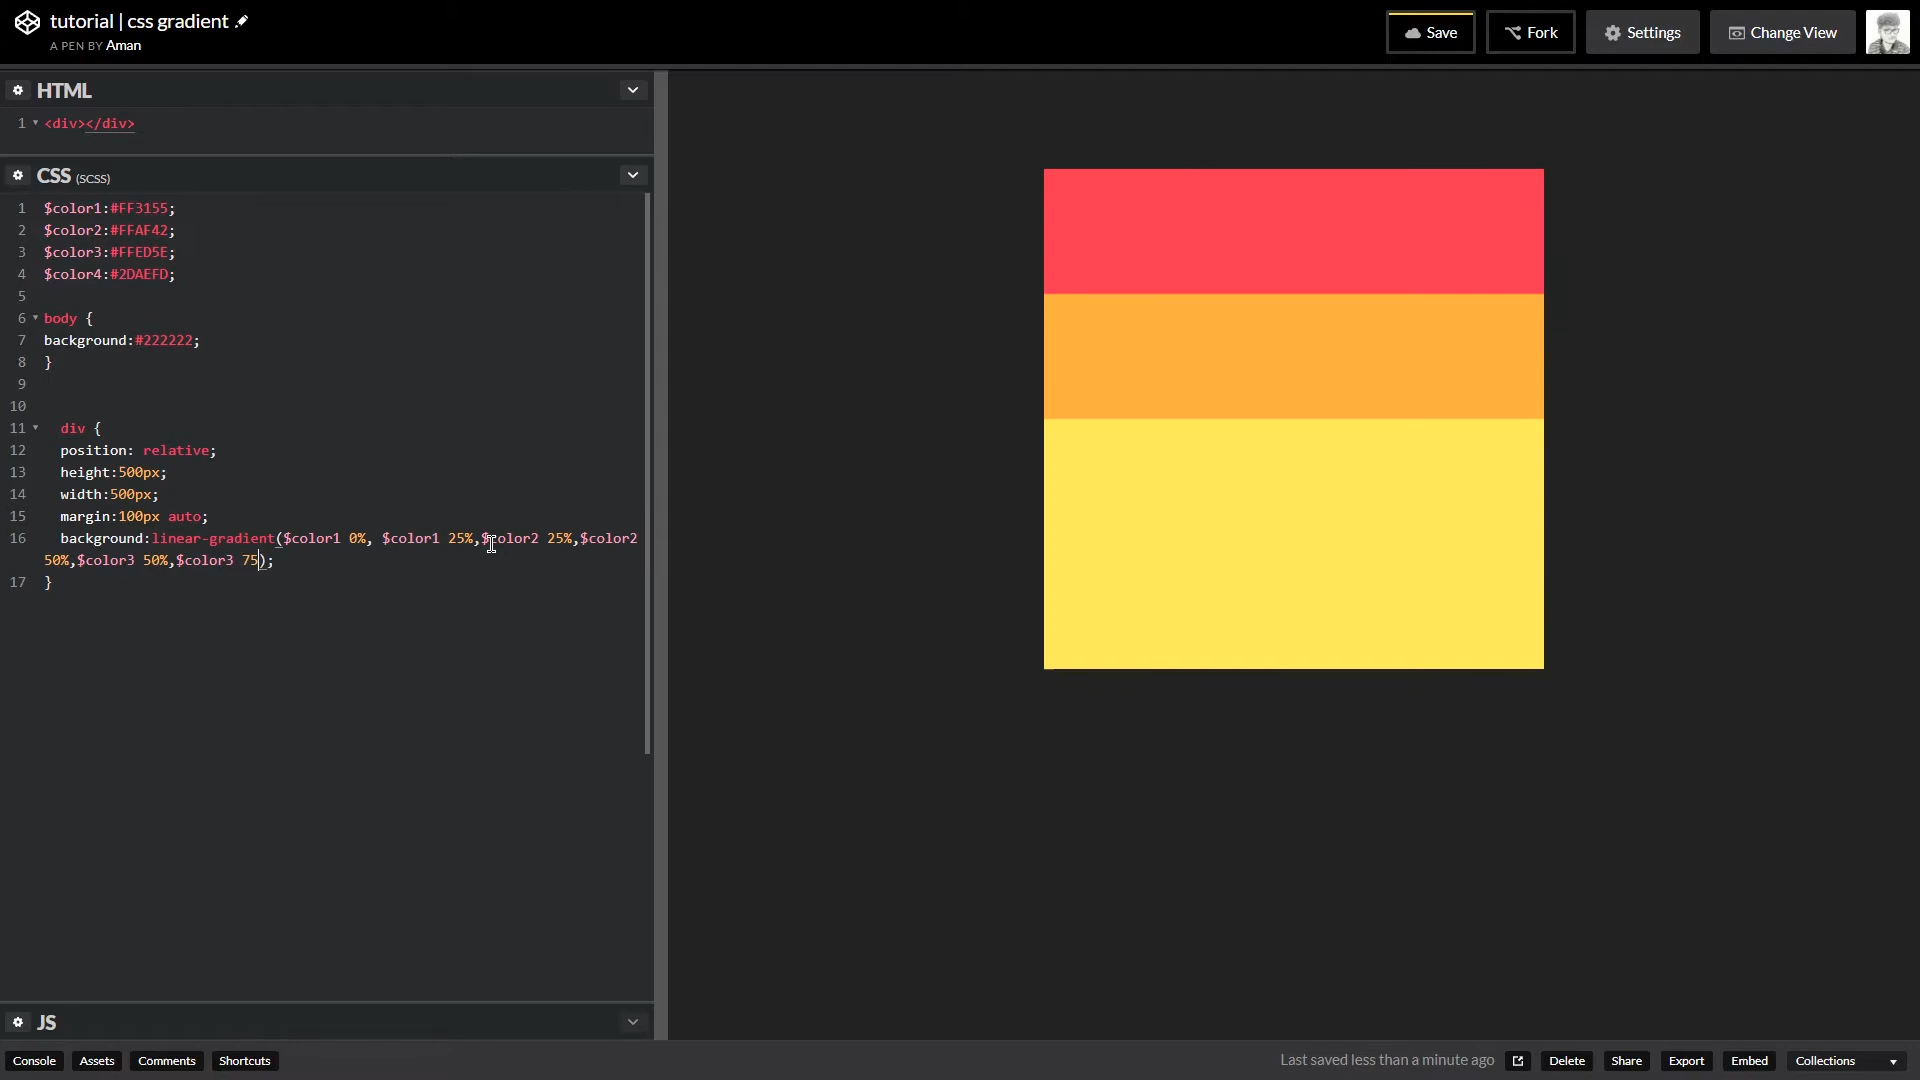 tutorial | css gradient
A PEN BY Aman
Save
Fork
Settings
Change View
HTML
1 <div></div>
CSS (SCSS)
1 $color1:#FF3155;
2 $color2:#FFAF42;
3 $color3:#FFED5E;
4 $color4:#2DAEFD;
5
6 body {
7 background:#222222;
8 }
9
10
11 div {
12 position: relative;
13 height:500px;
14 width:500px;
15 margin:100px auto;
16 background:linear-gradient($color1 0%, $color1 25%,$color2 25%,$color2
50%,$color3 50%,$color3 75);
17 }
JS
Console
Assets
Comments
Shortcuts
Last saved less than a minute ago
Delete
Share
Export
Embed
Collections